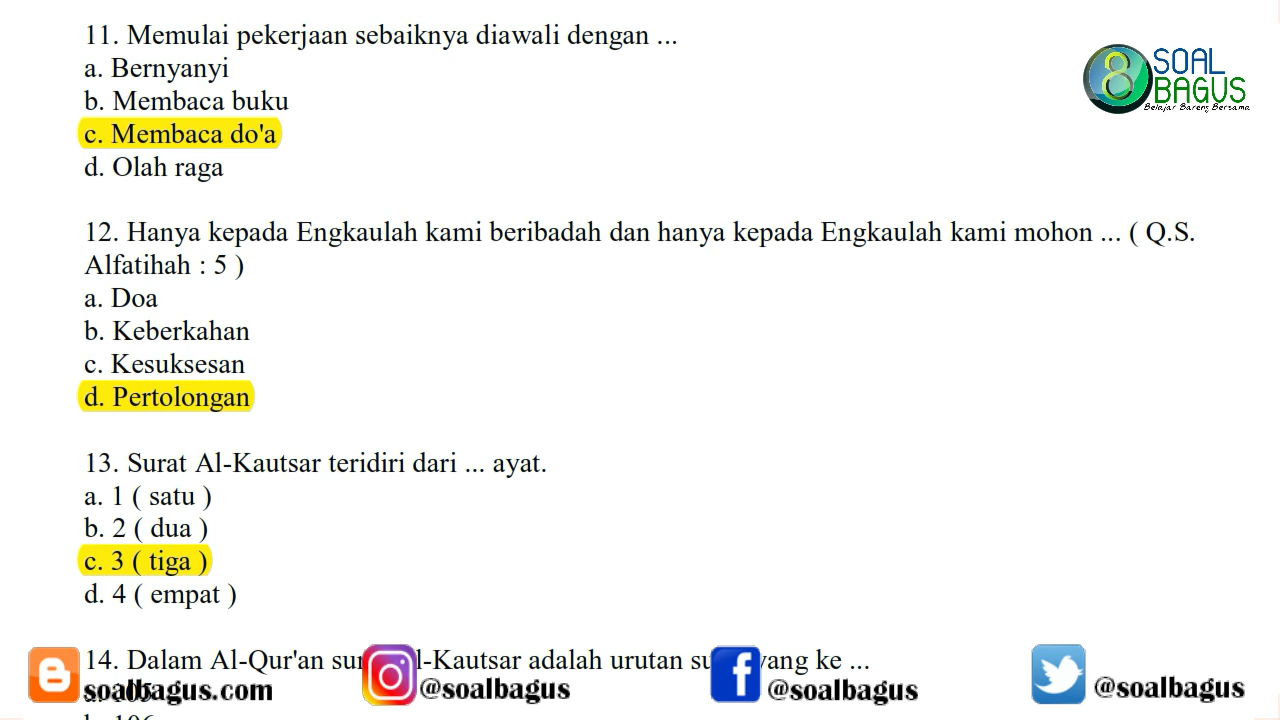 11. Memulai pekerjaan sebaiknya diawali dengan ...
a. Bernyanyi
b. Membaca buku
c. Membaca do'a
d. Olah raga
SOAL
BAGUS
Belajar Bareng Bersama
12. Hanya kepada Engkaulah kami beribadah dan hanya kepada Engkaulah kami mohon ... ( Q.S.
Alfatihah : 5 )
a. Doa
b. Keberkahan
c. Kesuksesan
d. Pertolongan
13. Surat Al-Kautsar teridiri dari ... ayat.
a. 1 ( satu )
b. 2 ( dua )
c. 3 ( tiga )
d. 4 ( empat )
14. Dalam Al-Qur'an l-Kautsar adalah urutan yang ke ...
soalbagus.com @soalbagus @soalbagus @soalbagus